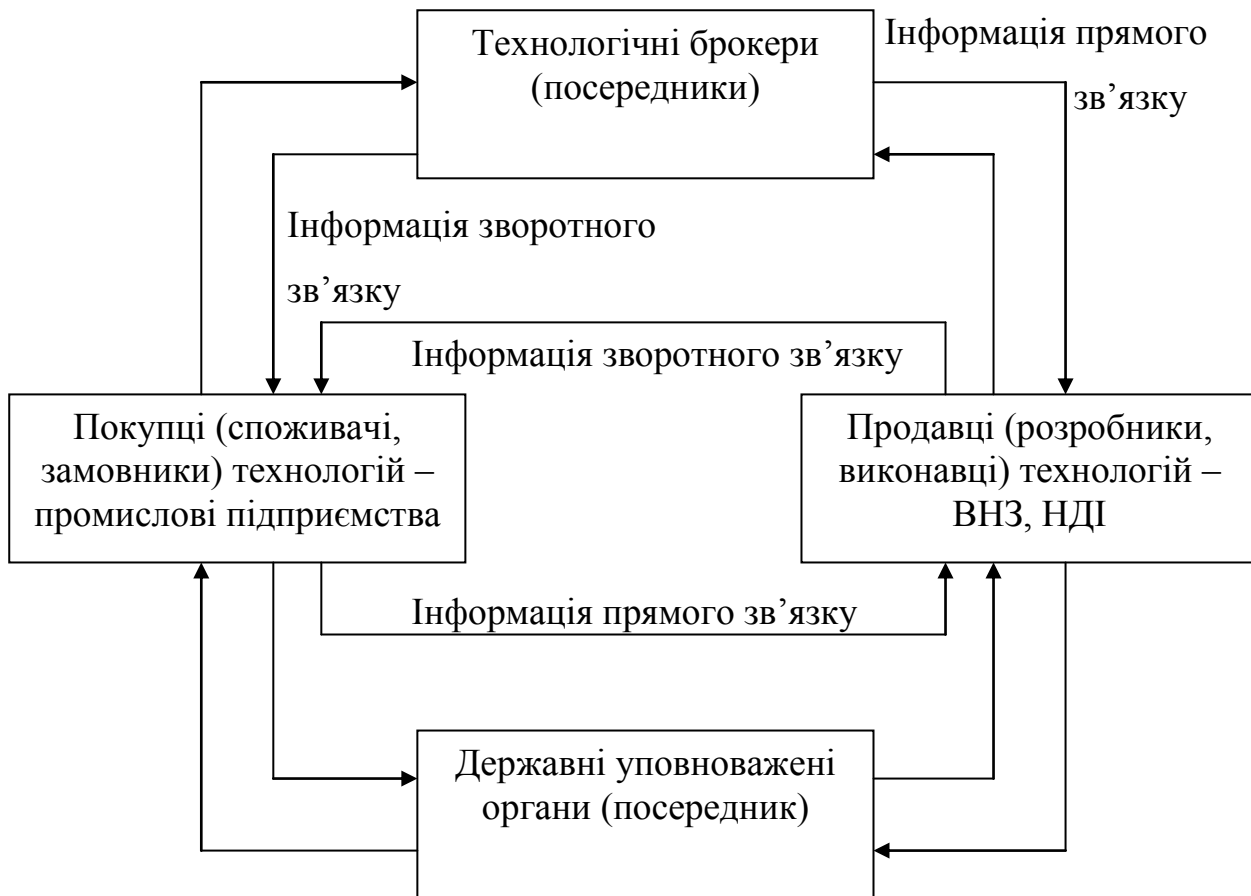 Технологічні брокери
(посередники)
Інформація прямого
зв’язку
Інформація зворотного
зв’язку
Інформація зворотного зв’язку
Покупці (споживачі,
замовники) технологій –
промислові підприємства
Продавці (розробники,
виконавці) технологій –
ВНЗ, НДІ
Інформація прямого зв’язку
Державні уповноважені
органи (посередник)